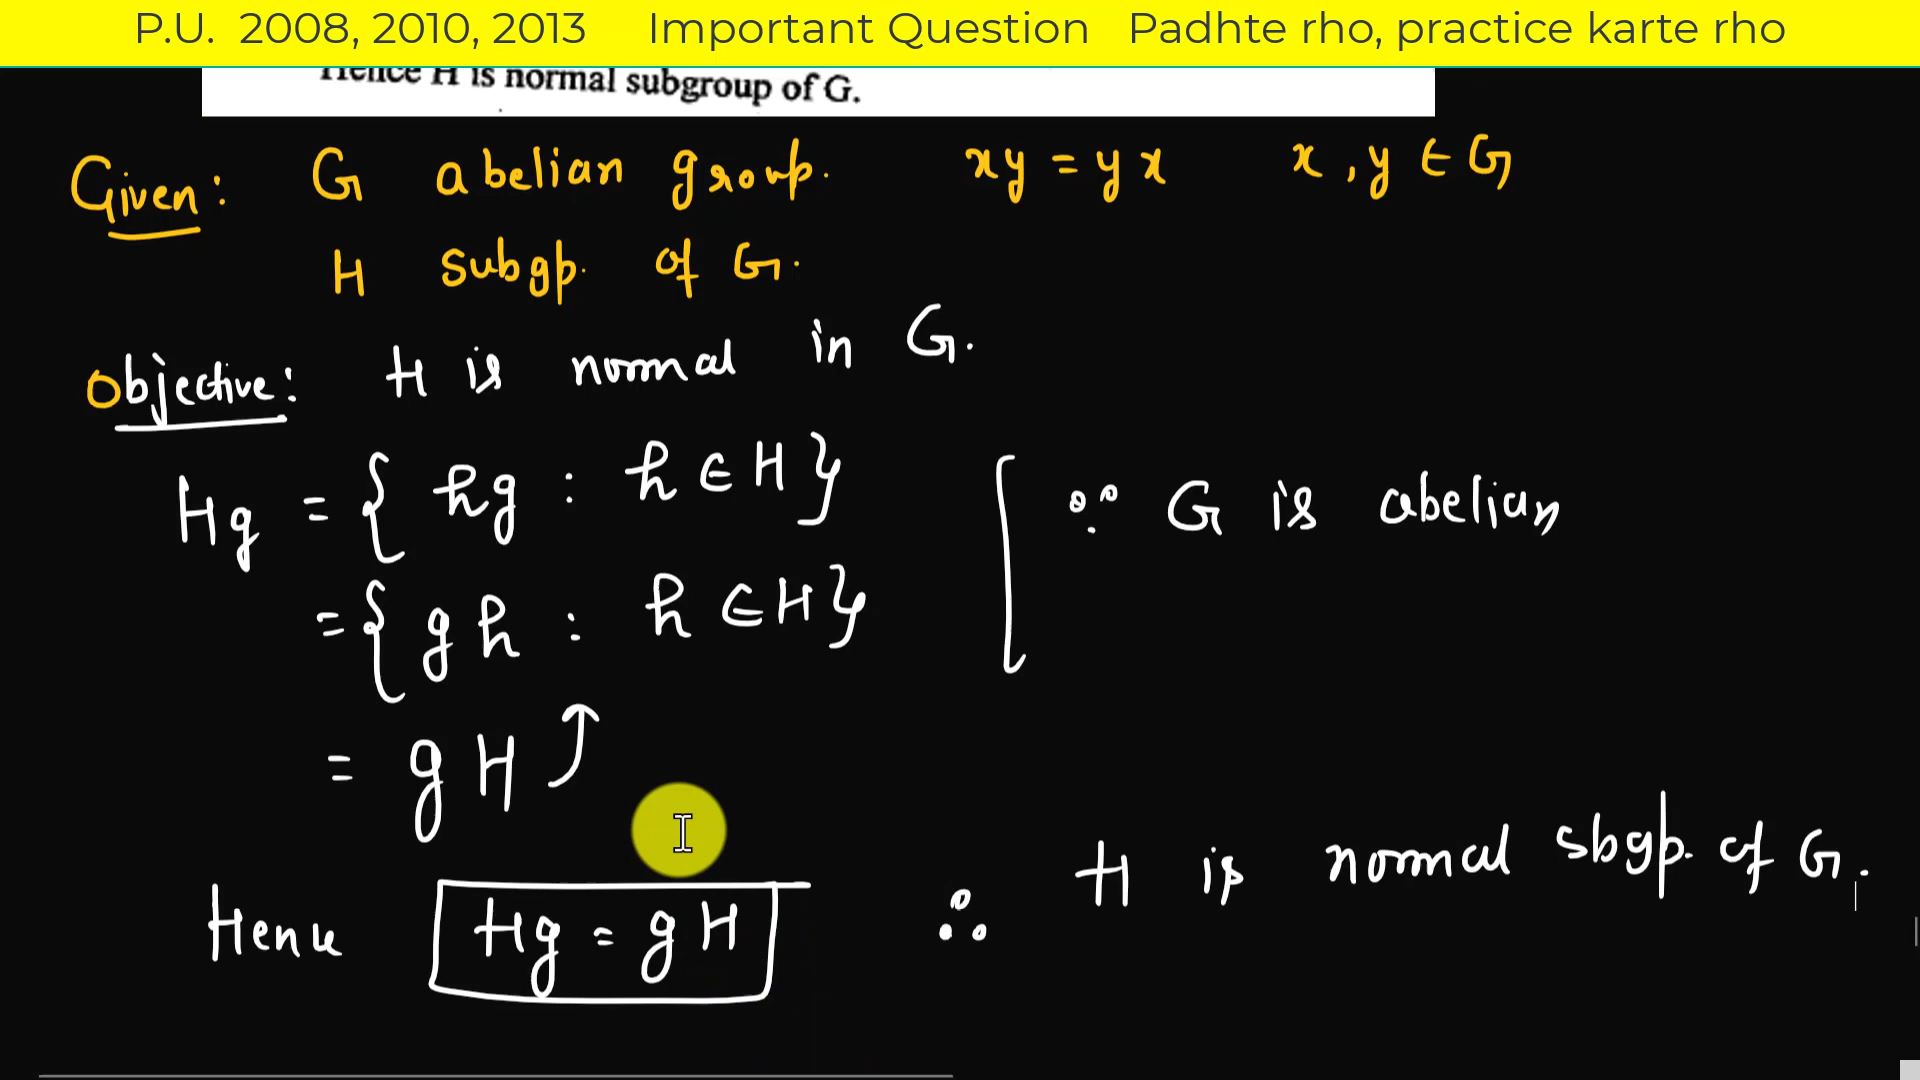 P.U. 2008, 2010, 2013 Important Question Padhte rho, practice karte rho
Hence H is normal subgroup of G.
Given: G abelian group. xy = yx x, y ∈ G
H subgp. of G.
Objective: H is normal in G.
Hg = { hg : h ∈ H } [ ∵ G is abelian
= { gh : h ∈ H }
= gH
Hence Hg = gH ∴ H is normal sbgp. of G.